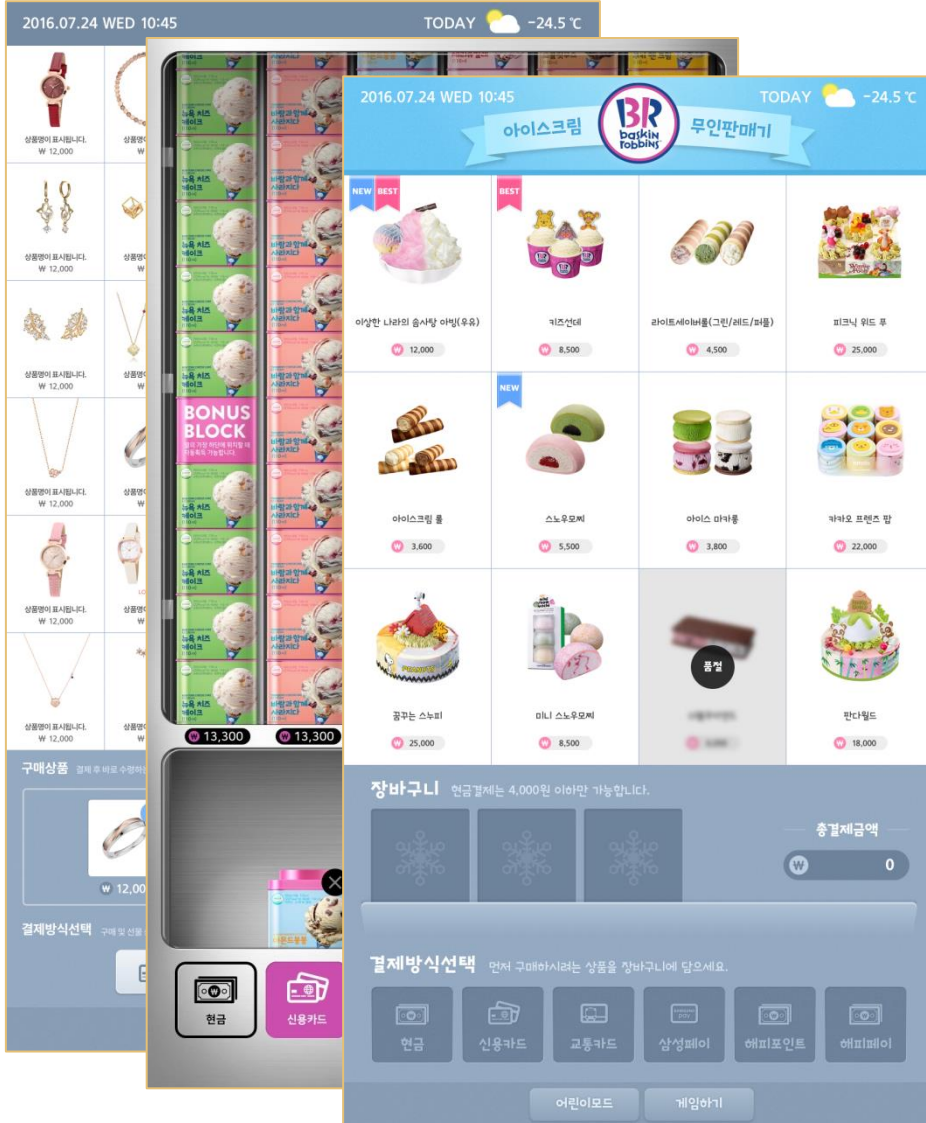 2016.07.24 WED 10:45
TODAY -24.5 ℃
상품명이 표시됩니다.
₩ 12,000
상품명이 표시됩니다.
₩ 12,000
상품명이 표시됩니다.
₩ 12,000
상품명이 표시됩니다.
₩ 12,000
상품명이 표시됩니다.
₩ 12,000
상품명이 표시됩니다.
₩ 12,000
구매상품
결제방식선택
뉴욕 치즈 케이크
바람과 함께 사라지다
BONUS
BLOCK
₩ 13,300
₩ 13,300
현금
신용카드
2016.07.24 WED 10:45
TODAY -24.5 ℃
아이스크림
BR
baskin
robbins
무인판매기
NEW BEST
BEST
이상한 나라의 솜사탕 아빙(우유)
키즈선데
라이트세이버롤(그린/레드/퍼플)
피크닉 위드 푸
₩ 12,000
₩ 8,500
₩ 4,500
₩ 25,000
NEW
아이스크림 롤
스노우모찌
아이스 마카롱
카카오 프렌즈 팝
₩ 3,600
₩ 5,500
₩ 3,800
₩ 22,000
품절
꿈꾸는 스누피
미니 스노우모찌
판다월드
₩ 25,000
₩ 8,500
₩ 18,000
장바구니 현금결제는 4,000원 이하만 가능합니다.
총결제금액
₩ 0
결제방식선택 먼저 구매하시려는 상품을 장바구니에 담으세요.
현금
신용카드
교통카드
삼성페이
해피포인트
해피페이
어린이모드
게임하기